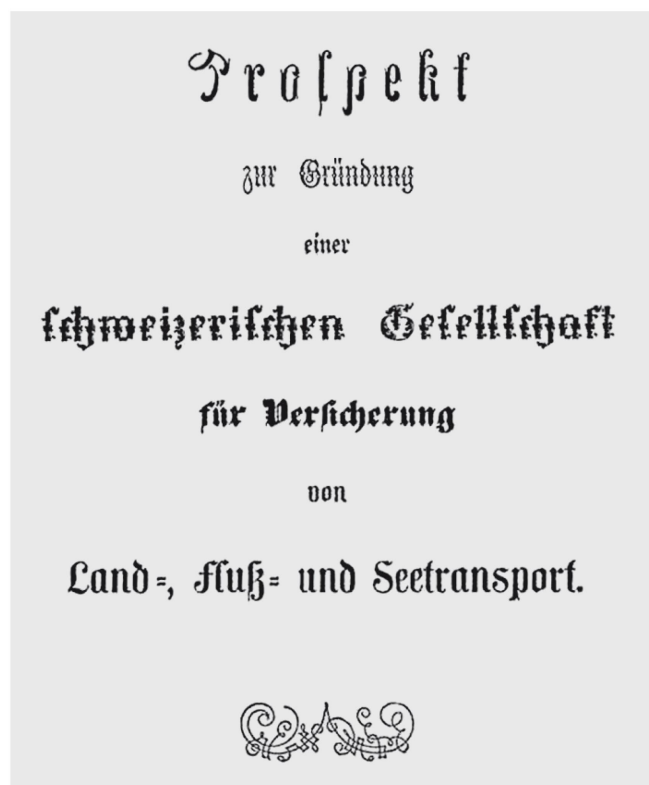 Prospekt
zur Gründung
einer
schweizerischen Gesellschaft
für Versicherung
von
Land-, Fluß- und Seetransport.